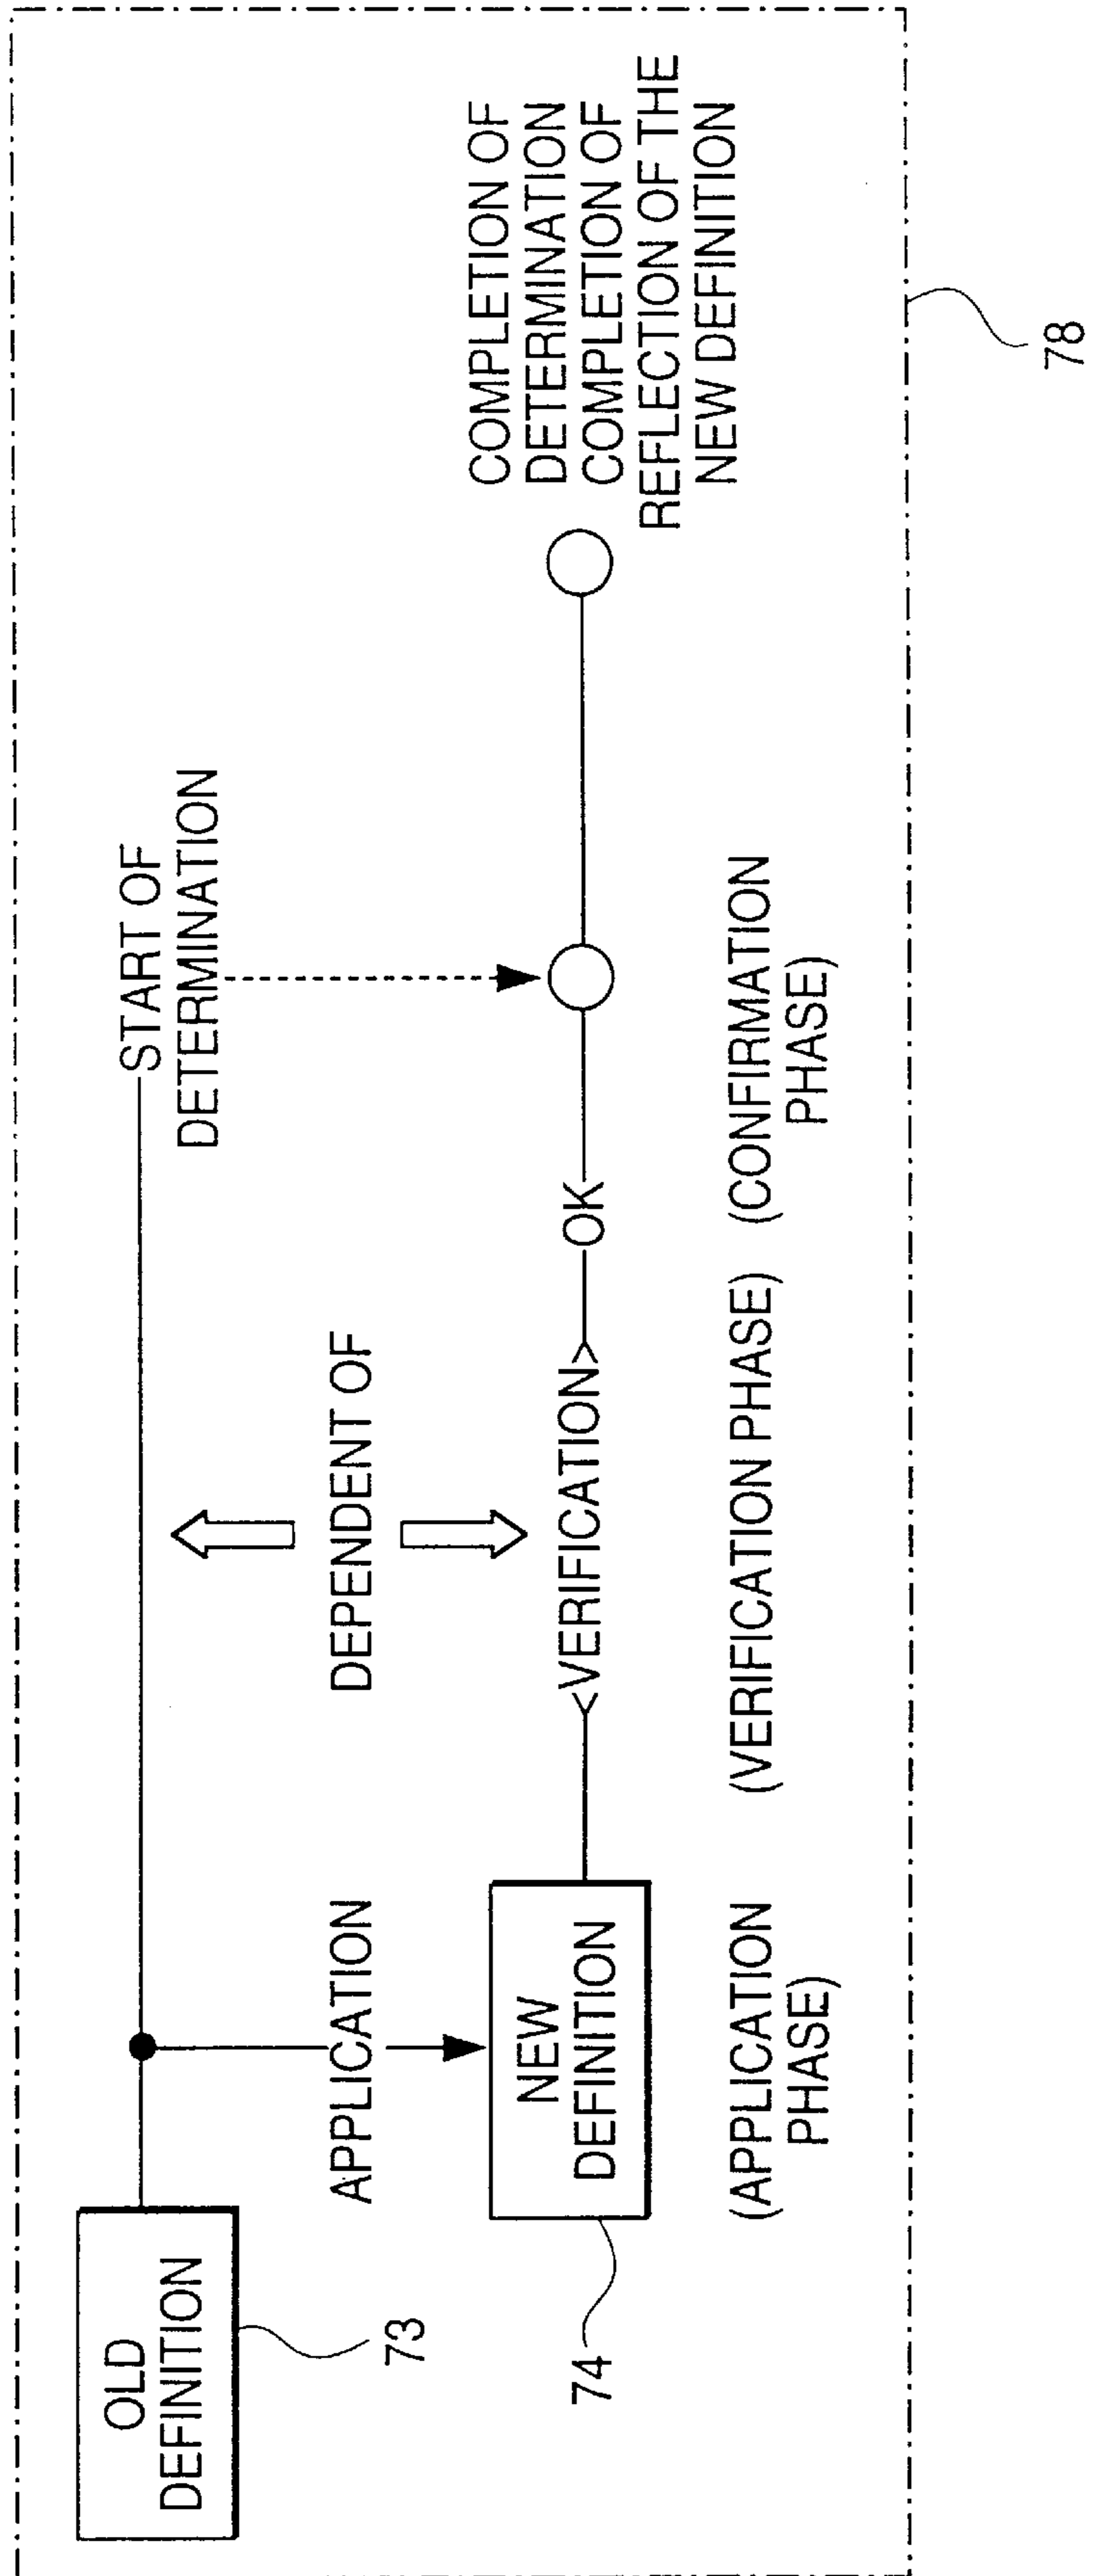 OLD
DEFINITION
73
START OF
DETERMINATION
APPLICATION
DEPENDENT OF
NEW
DEFINITION
74
<VERIFICATION>
OK
COMPLETION OF
DETERMINATION
COMPLETION OF
REFLECTION OF THE
NEW DEFINITION
(APPLICATION
PHASE)
(VERIFICATION PHASE)
(CONFIRMATION
PHASE)
78